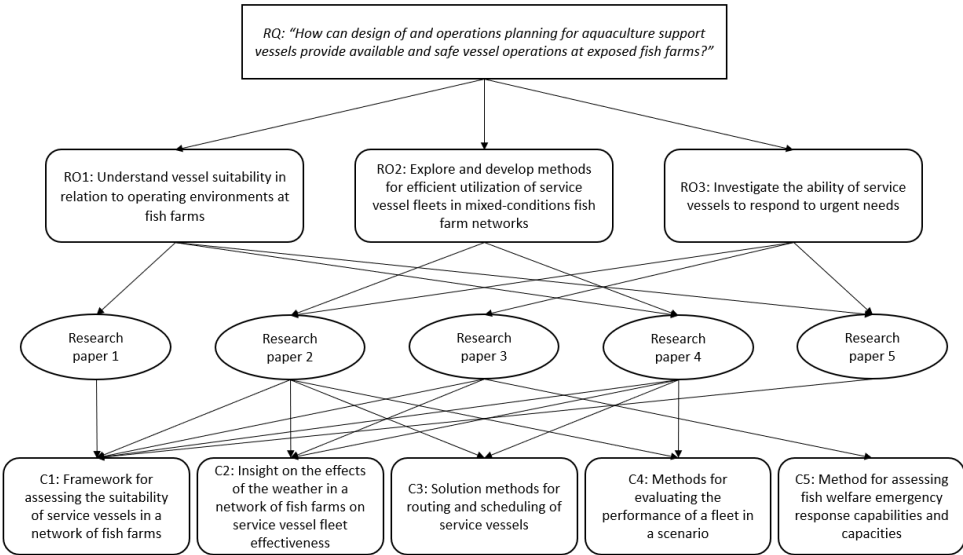 RQ: “How can design of and operations planning for aquaculture support
vessels provide available and safe vessel operations at exposed fish farms?”
RO1: Understand vessel suitability in
relation to operating environments at
fish farms
RO2: Explore and develop methods
for efficient utilization of service
vessel fleets in mixed-conditions fish
farm networks
RO3: Investigate the ability of service
vessels to respond to urgent needs
Research
paper 1
Research
paper 2
Research
paper 3
Research
paper 4
Research
paper 5
C1: Framework for
assessing the suitability
of service vessels in a
network of fish farms
C2: Insight on the effects
of the weather in a
network of fish farms on
service vessel fleet
effectiveness
C3: Solution methods for
routing and scheduling of
service vessels
C4: Methods for
evaluating the
performance of a fleet in
a scenario
C5: Method for assessing
fish welfare emergency
response capabilities and
capacities